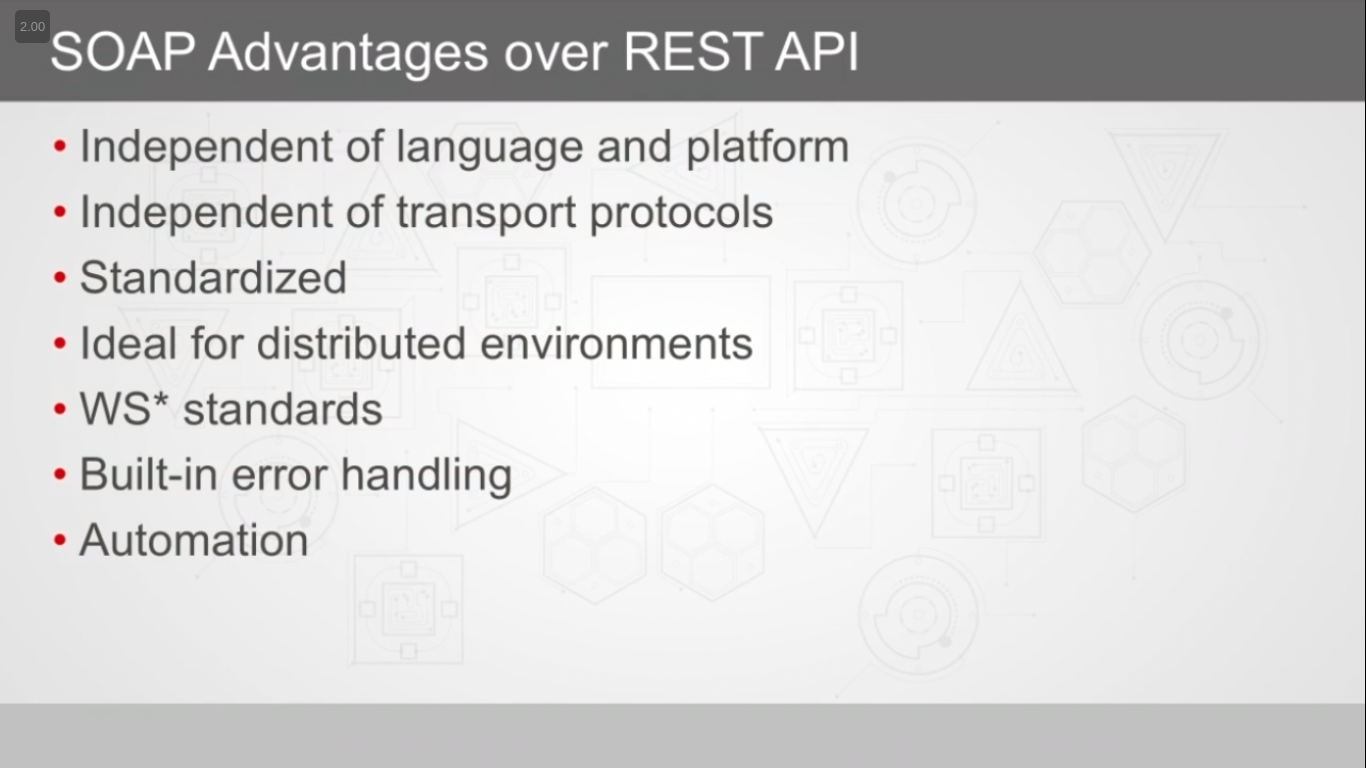 2.00
SOAP Advantages over REST API
• Independent of language and platform
• Independent of transport protocols
• Standardized
• Ideal for distributed environments
• WS* standards
• Built-in error handling
• Automation